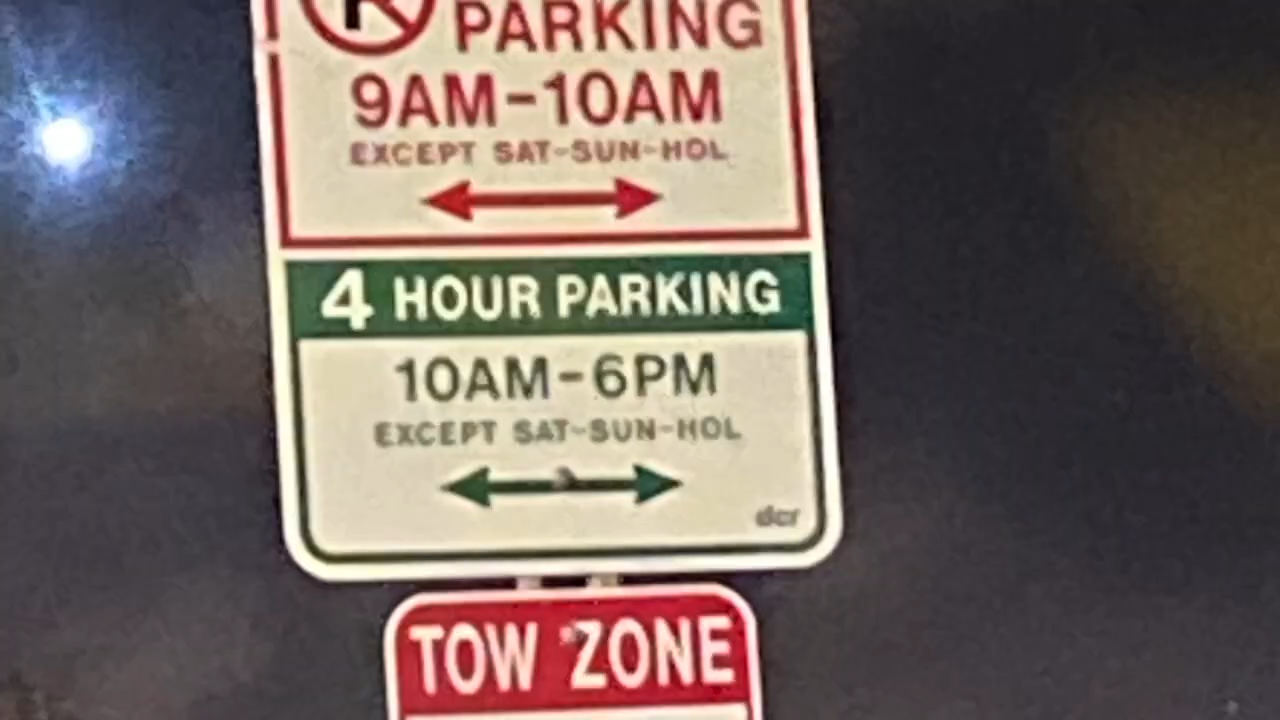 PARKING
9AM-10AM
EXCEPT SAT-SUN-HOL
4 HOUR PARKING
10AM-6PM
EXCEPT SAT-SUN-HOL
dcr
TOW ZONE